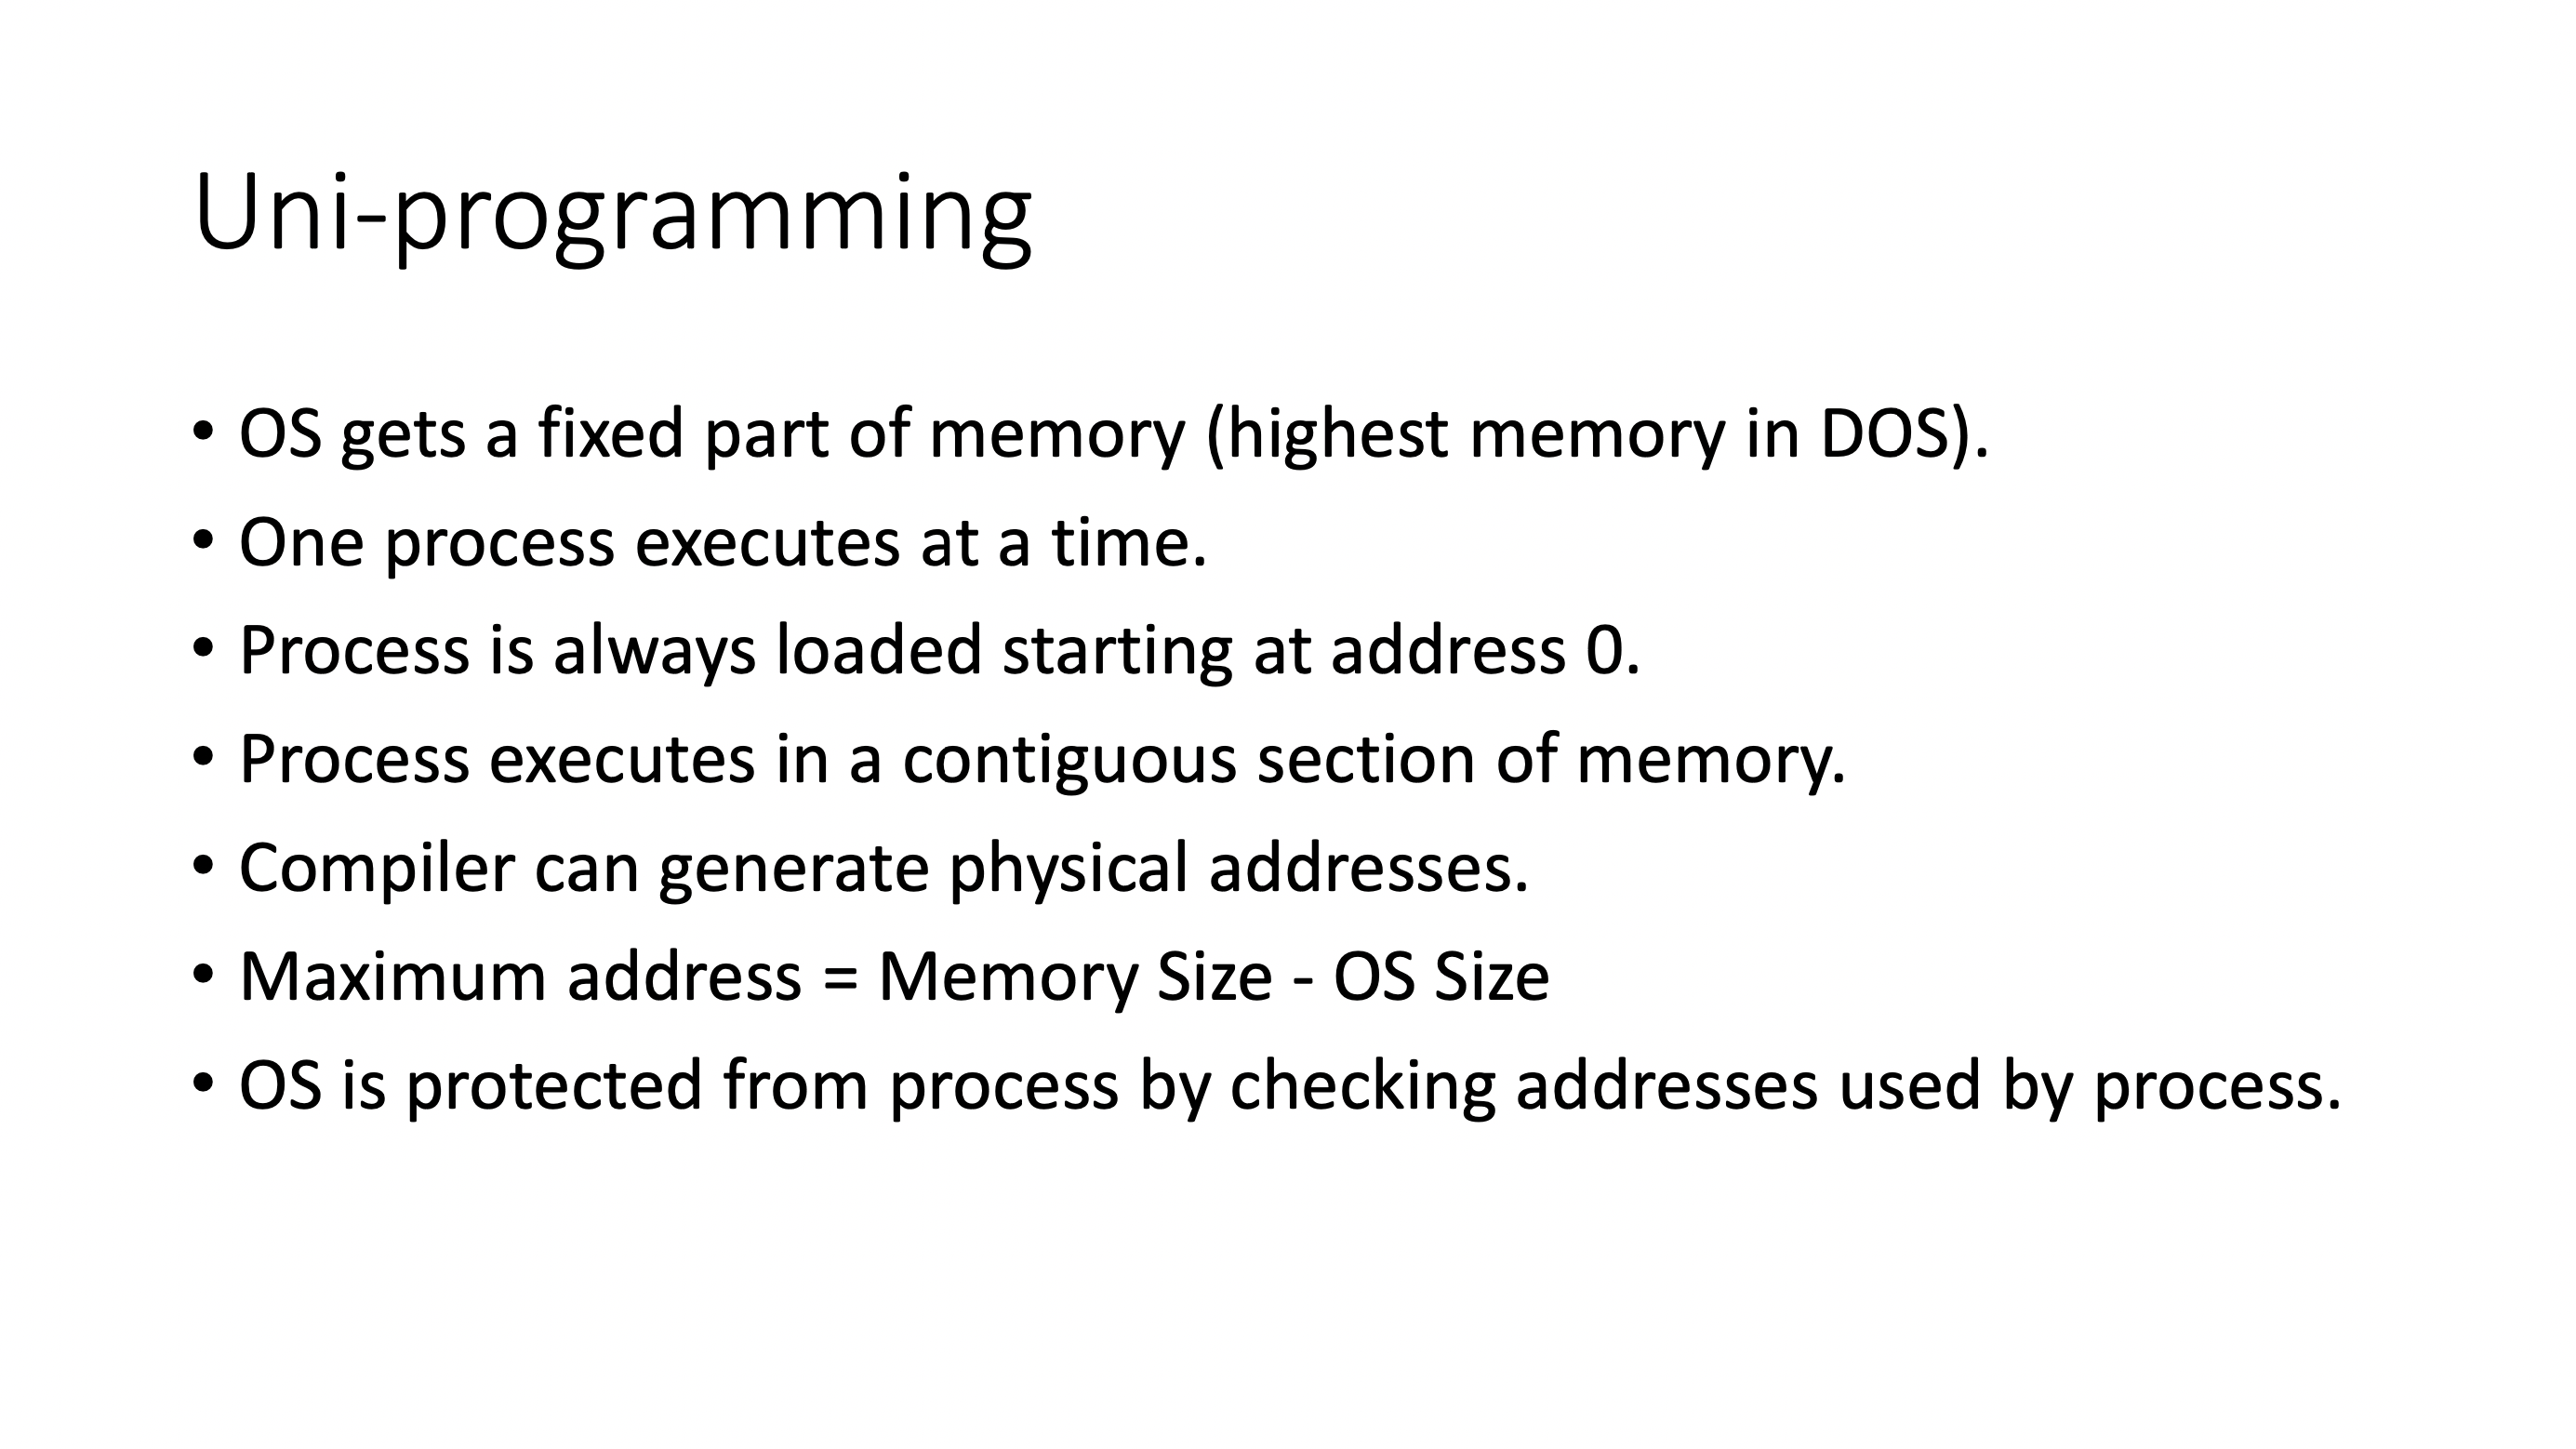 Uni-programming
• OS gets a fixed part of memory (highest memory in DOS).
• One process executes at a time.
• Process is always loaded starting at address 0.
• Process executes in a contiguous section of memory.
• Compiler can generate physical addresses.
• Maximum address = Memory Size - OS Size
• OS is protected from process by checking addresses used by process.